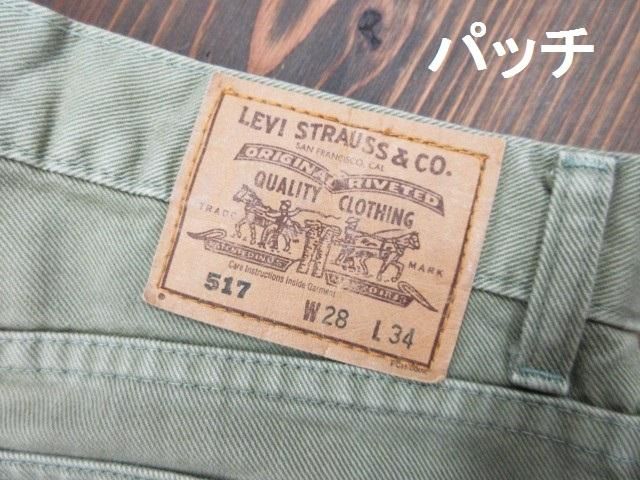 パッチ
LEVI STRAUSS & CO.
SAN FRANCISCO, CAL
ORIGINAL RIVETED
QUALITY CLOTHING
TRADE MARK
Care Instructions Inside Garment
517 W 28 L 34